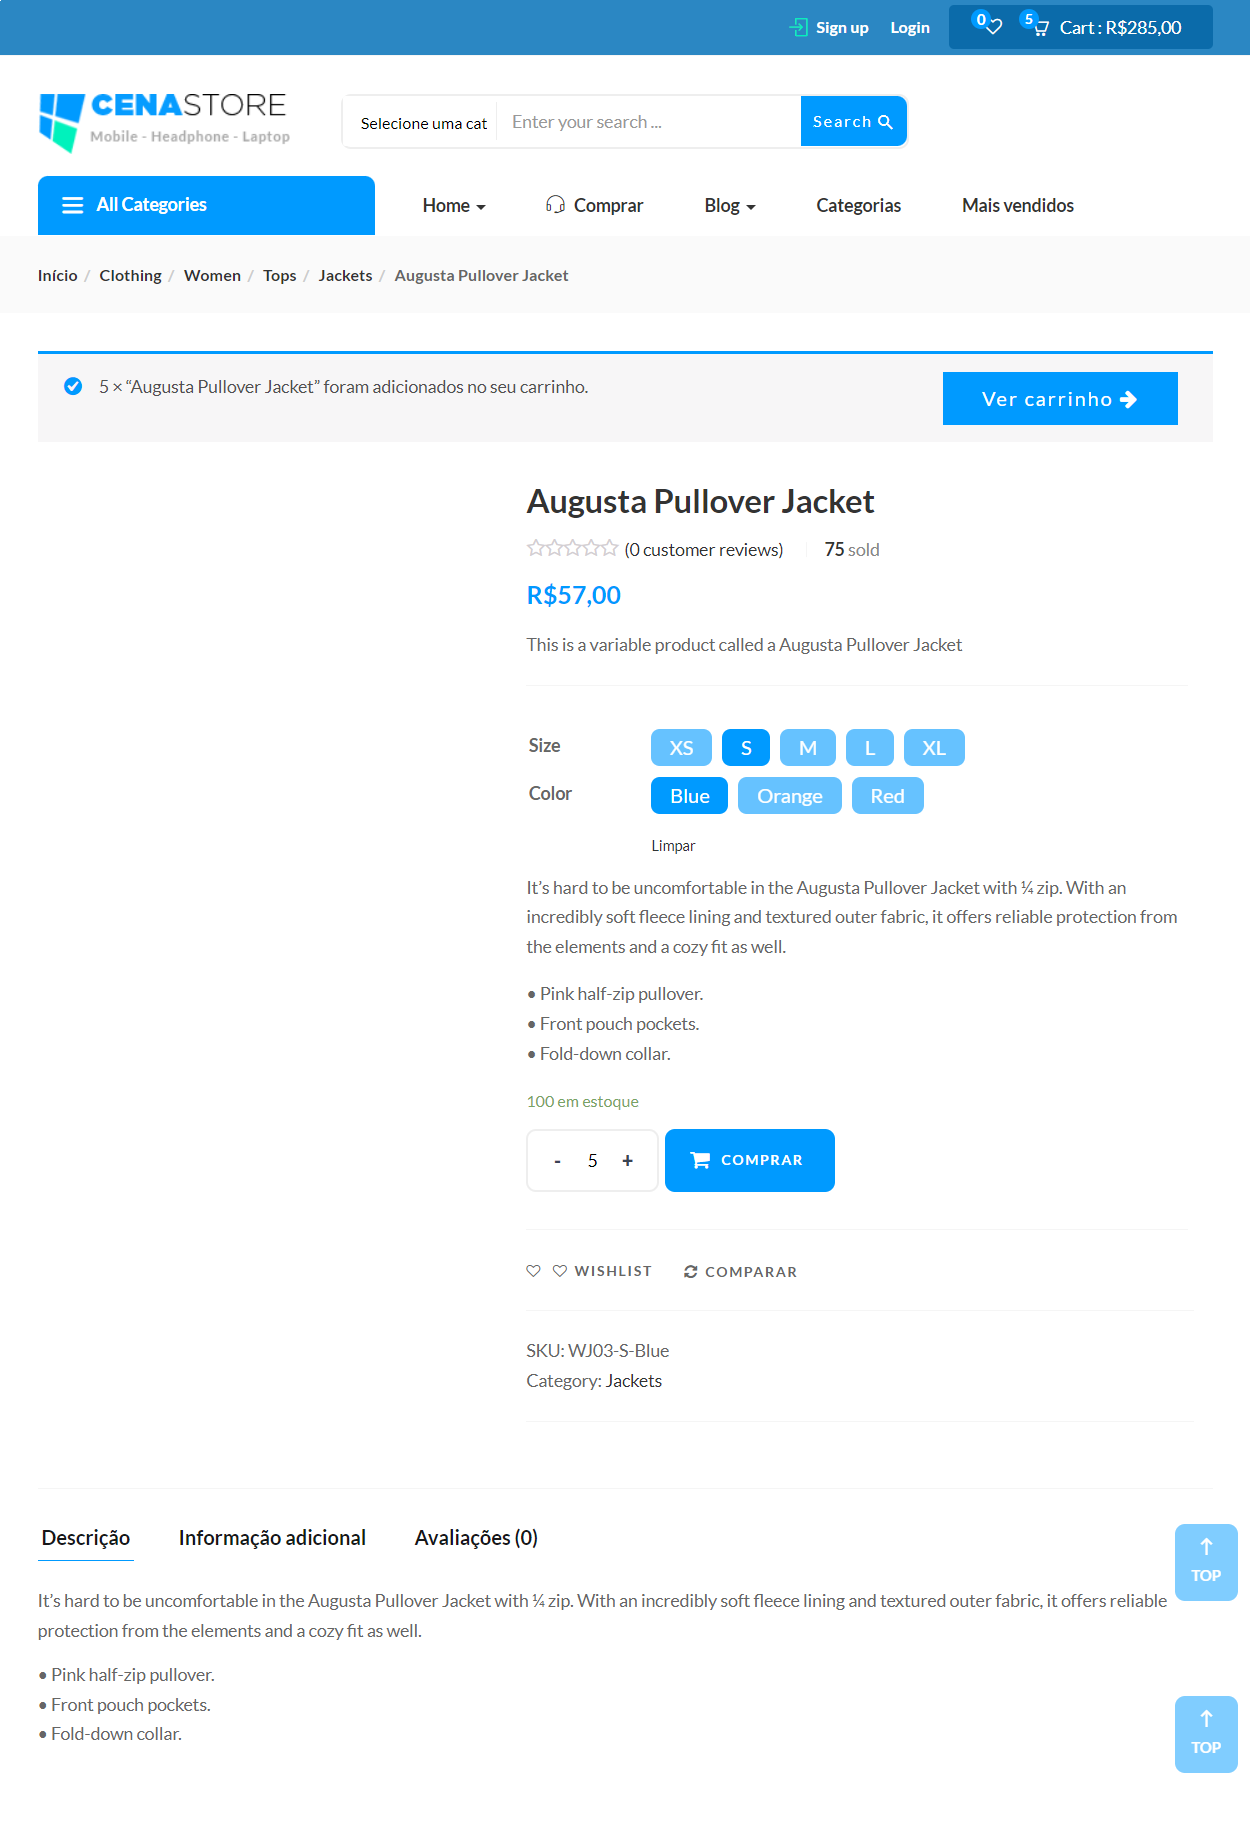 Sign up Login 0 5 Cart : R$285,00
CENASTORE
Mobile - Headphone - Laptop
Selecione uma cat Enter your search ... Search
All Categories Home Comprar Blog Categorias Mais vendidos
Início / Clothing / Women / Tops / Jackets / Augusta Pullover Jacket
5 × “Augusta Pullover Jacket” foram adicionados no seu carrinho. Ver carrinho
Augusta Pullover Jacket
(0 customer reviews) 75 sold
R$57,00
This is a variable product called a Augusta Pullover Jacket
Size XS S M L XL
Color Blue Orange Red
Limpar
It’s hard to be uncomfortable in the Augusta Pullover Jacket with ¼ zip. With an
incredibly soft fleece lining and textured outer fabric, it offers reliable protection from
the elements and a cozy fit as well.
• Pink half-zip pullover.
• Front pouch pockets.
• Fold-down collar.
100 em estoque
- 5 + COMPRAR
WISHLIST COMPARAR
SKU: WJ03-S-Blue
Category: Jackets
Descrição Informação adicional Avaliações (0)
TOP
It’s hard to be uncomfortable in the Augusta Pullover Jacket with ¼ zip. With an incredibly soft fleece lining and textured outer fabric, it offers reliable
protection from the elements and a cozy fit as well.
• Pink half-zip pullover.
• Front pouch pockets.
• Fold-down collar.
TOP